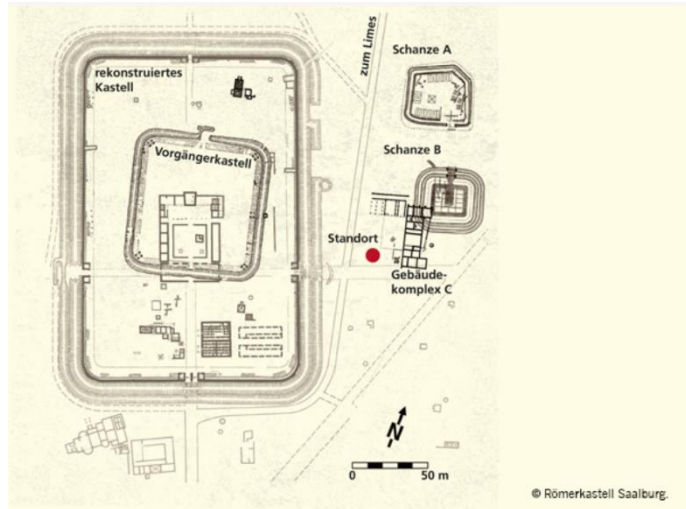 zum Limes
Schanze A
rekonstruiertes
Kastell
Schanze B
Vorgängerkastell
Standort
Gebäude-
komplex C
N
0 50 m
© Römerkastell Saalburg.